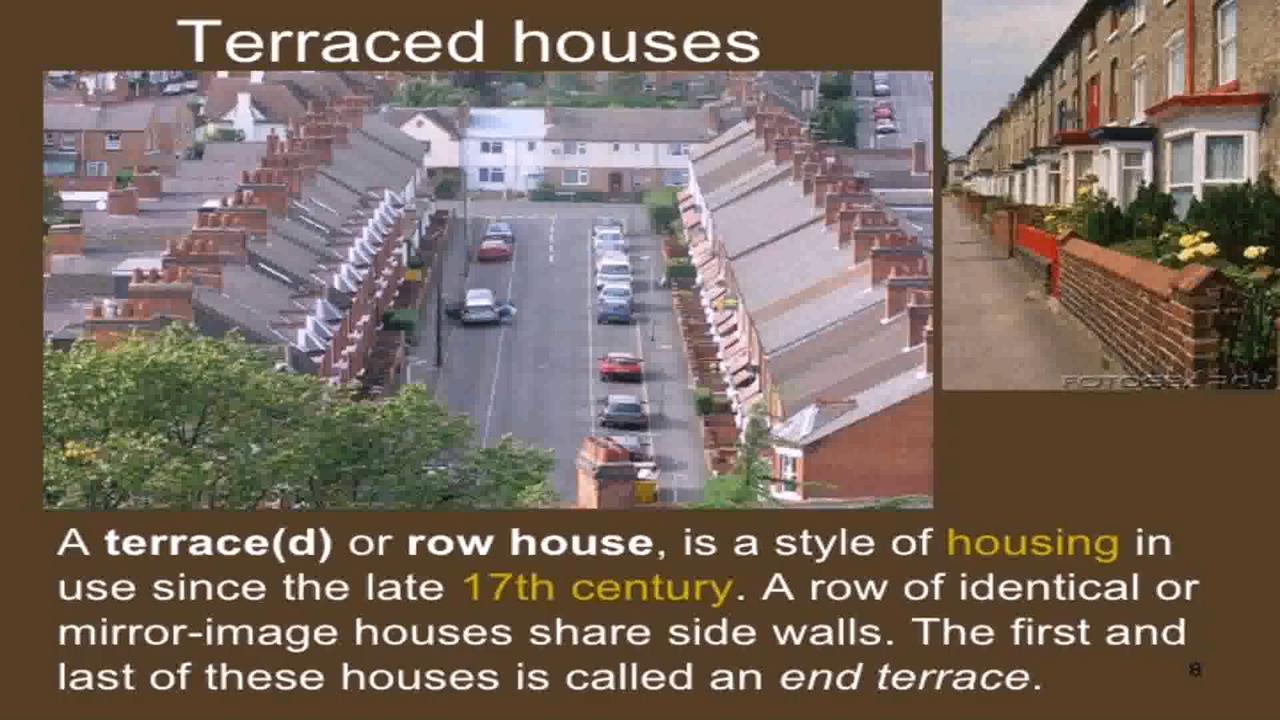 Terraced houses
A terrace(d) or row house, is a style of housing in
use since the late 17th century. A row of identical or
mirror-image houses share side walls. The first and
last of these houses is called an end terrace.
8